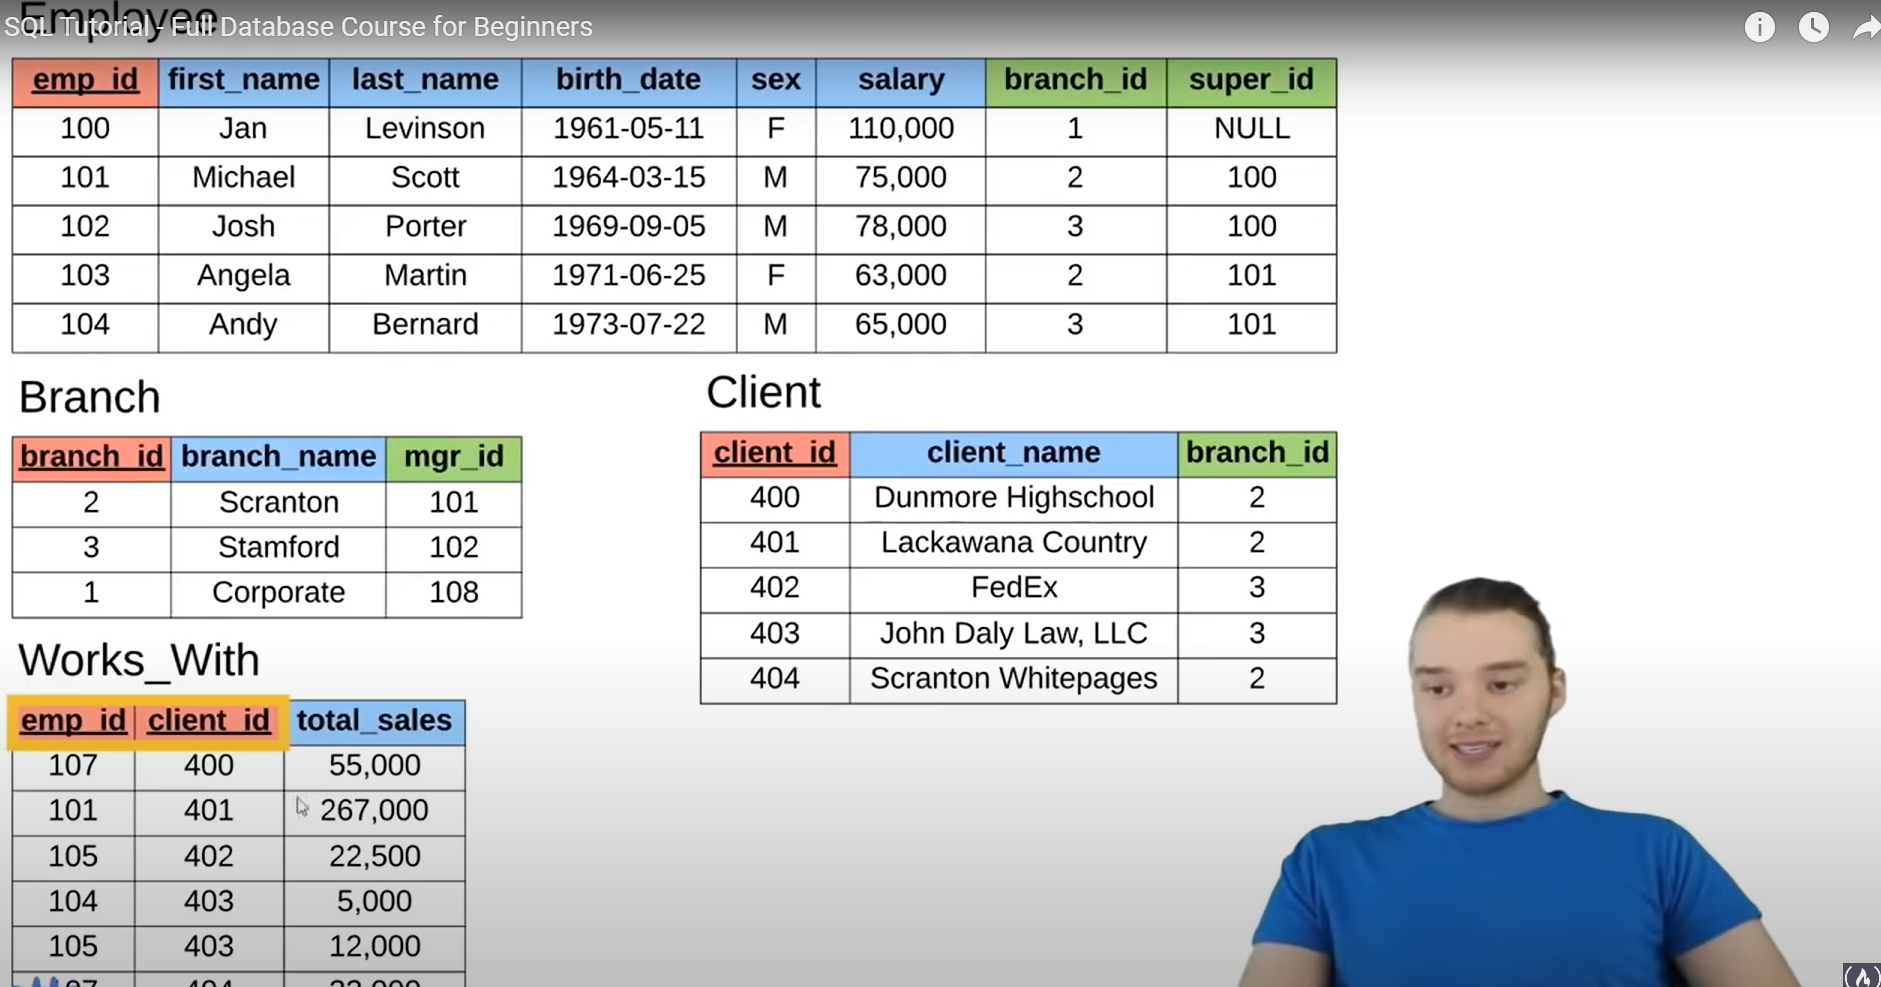 Employee
SQL Tutorial - Full Database Course for Beginners
emp_id first_name last_name birth_date sex salary branch_id super_id
100 Jan Levinson 1961-05-11 F 110,000 1 NULL
101 Michael Scott 1964-03-15 M 75,000 2 100
102 Josh Porter 1969-09-05 M 78,000 3 100
103 Angela Martin 1971-06-25 F 63,000 2 101
104 Andy Bernard 1973-07-22 M 65,000 3 101
Branch
branch_id branch_name mgr_id
2 Scranton 101
3 Stamford 102
1 Corporate 108
Client
client_id client_name branch_id
400 Dunmore Highschool 2
401 Lackawana Country 2
402 FedEx 3
403 John Daly Law, LLC 3
404 Scranton Whitepages 2
Works_With
emp_id client_id total_sales
107 400 55,000
101 401 267,000
105 402 22,500
104 403 5,000
105 403 12,000